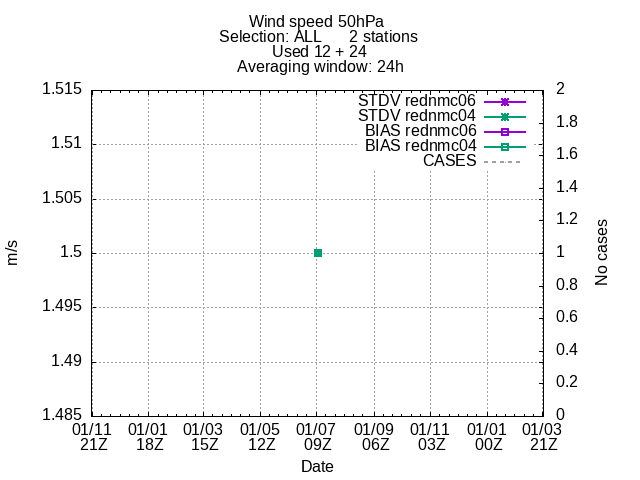 Wind speed 50hPa
Selection: ALL 2 stations
Used 12 + 24
Averaging window: 24h
1.515
1.51
1.505
1.5
1.495
1.49
1.485
m/s
STDV rednmc06
STDV rednmc04
BIAS rednmc06
BIAS rednmc04
CASES
2
1.8
1.6
1.4
1.2
1
0.8
0.6
0.4
0.2
0
No cases
01/11 01/01 01/03 01/05 01/07 01/09 01/11 01/01 01/03
21Z 18Z 15Z 12Z 09Z 06Z 03Z 00Z 21Z
Date